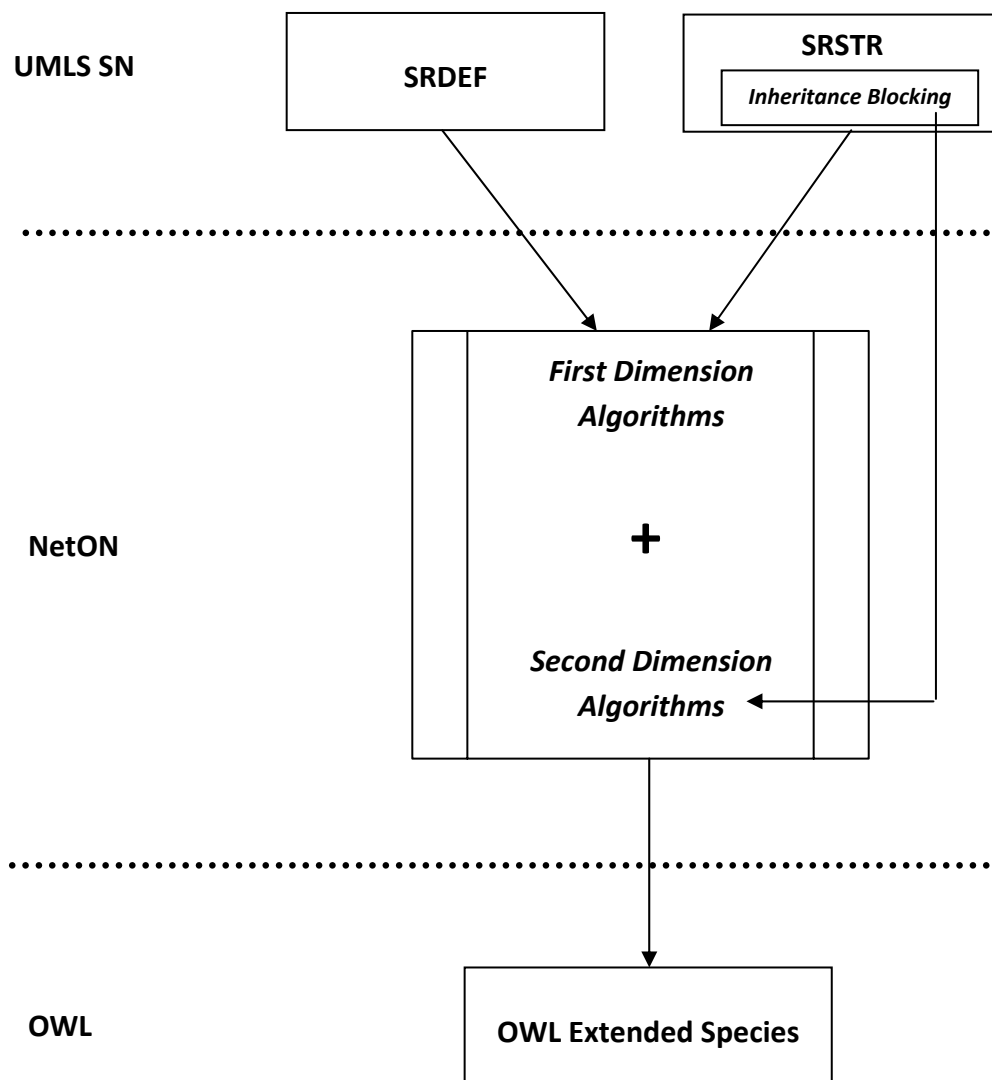 UMLS SN
SRDEF
SRSTR
Inheritance Blocking
First Dimension
Algorithms
NetON
+
Second Dimension
Algorithms
OWL
OWL Extended Species